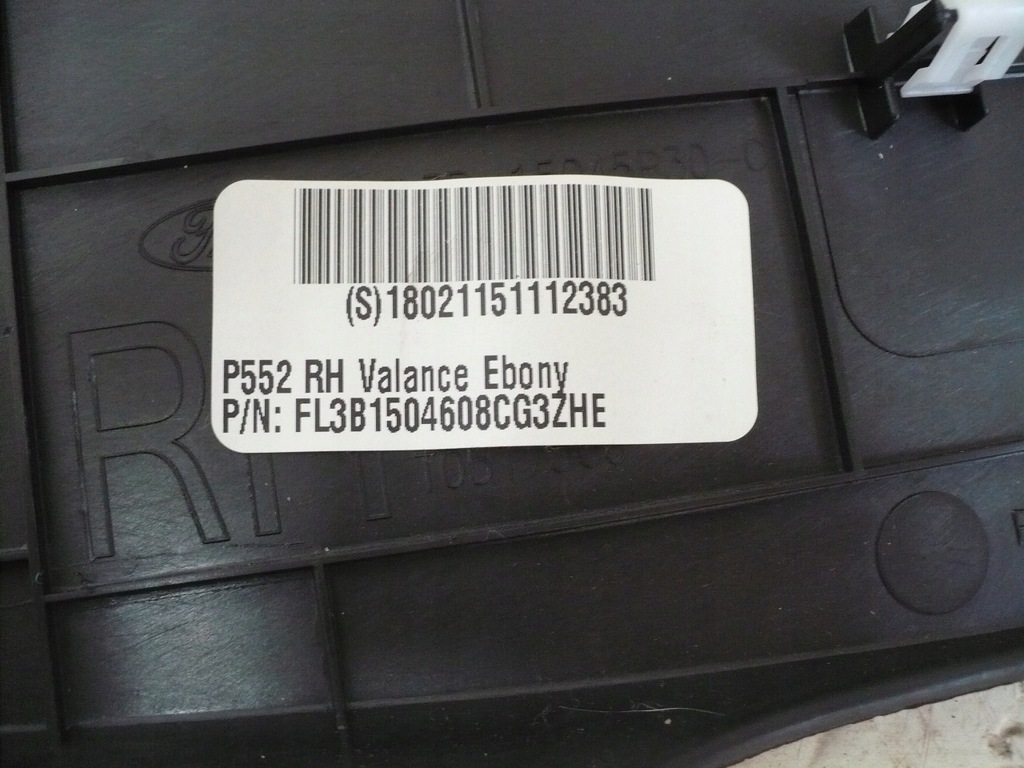 (S)18021151112383
P552 RH Valance Ebony
P/N: FL3B1504608CG3ZHE